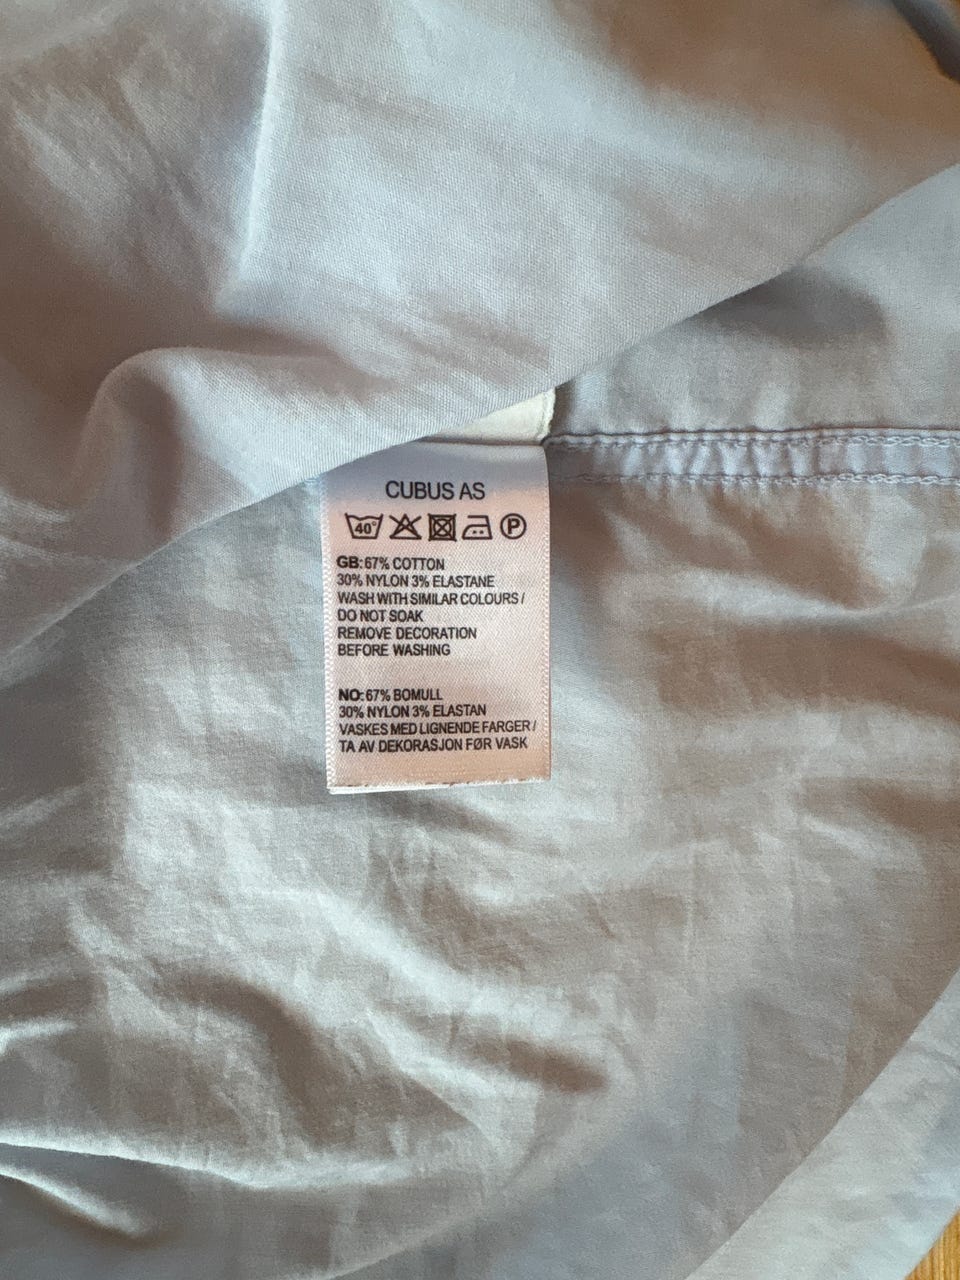 CUBUS AS
40° P
GB: 67% COTTON
30% NYLON 3% ELASTANE
WASH WITH SIMILAR COLOURS /
DO NOT SOAK
REMOVE DECORATION
BEFORE WASHING
NO: 67% BOMULL
30% NYLON 3% ELASTAN
VASKES MED LIGNENDE FARGER /
TA AV DEKORASJON FØR VASK